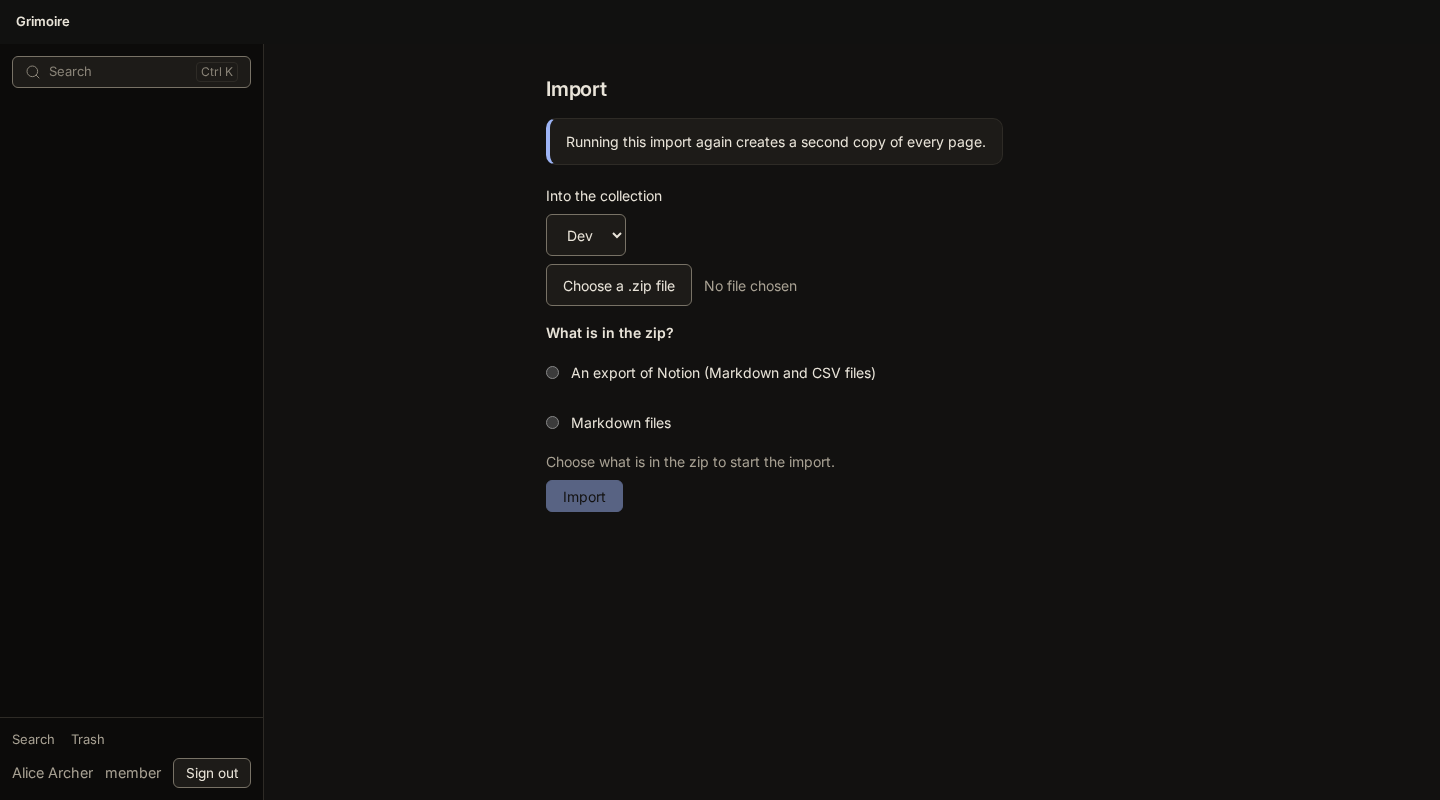 Grimoire
Search Ctrl K
Import
Running this import again creates a second copy of every page.
Into the collection
Dev
Choose a .zip file No file chosen
What is in the zip?
An export of Notion (Markdown and CSV files)
Markdown files
Choose what is in the zip to start the import.
Import
Search Trash
Alice Archer member Sign out